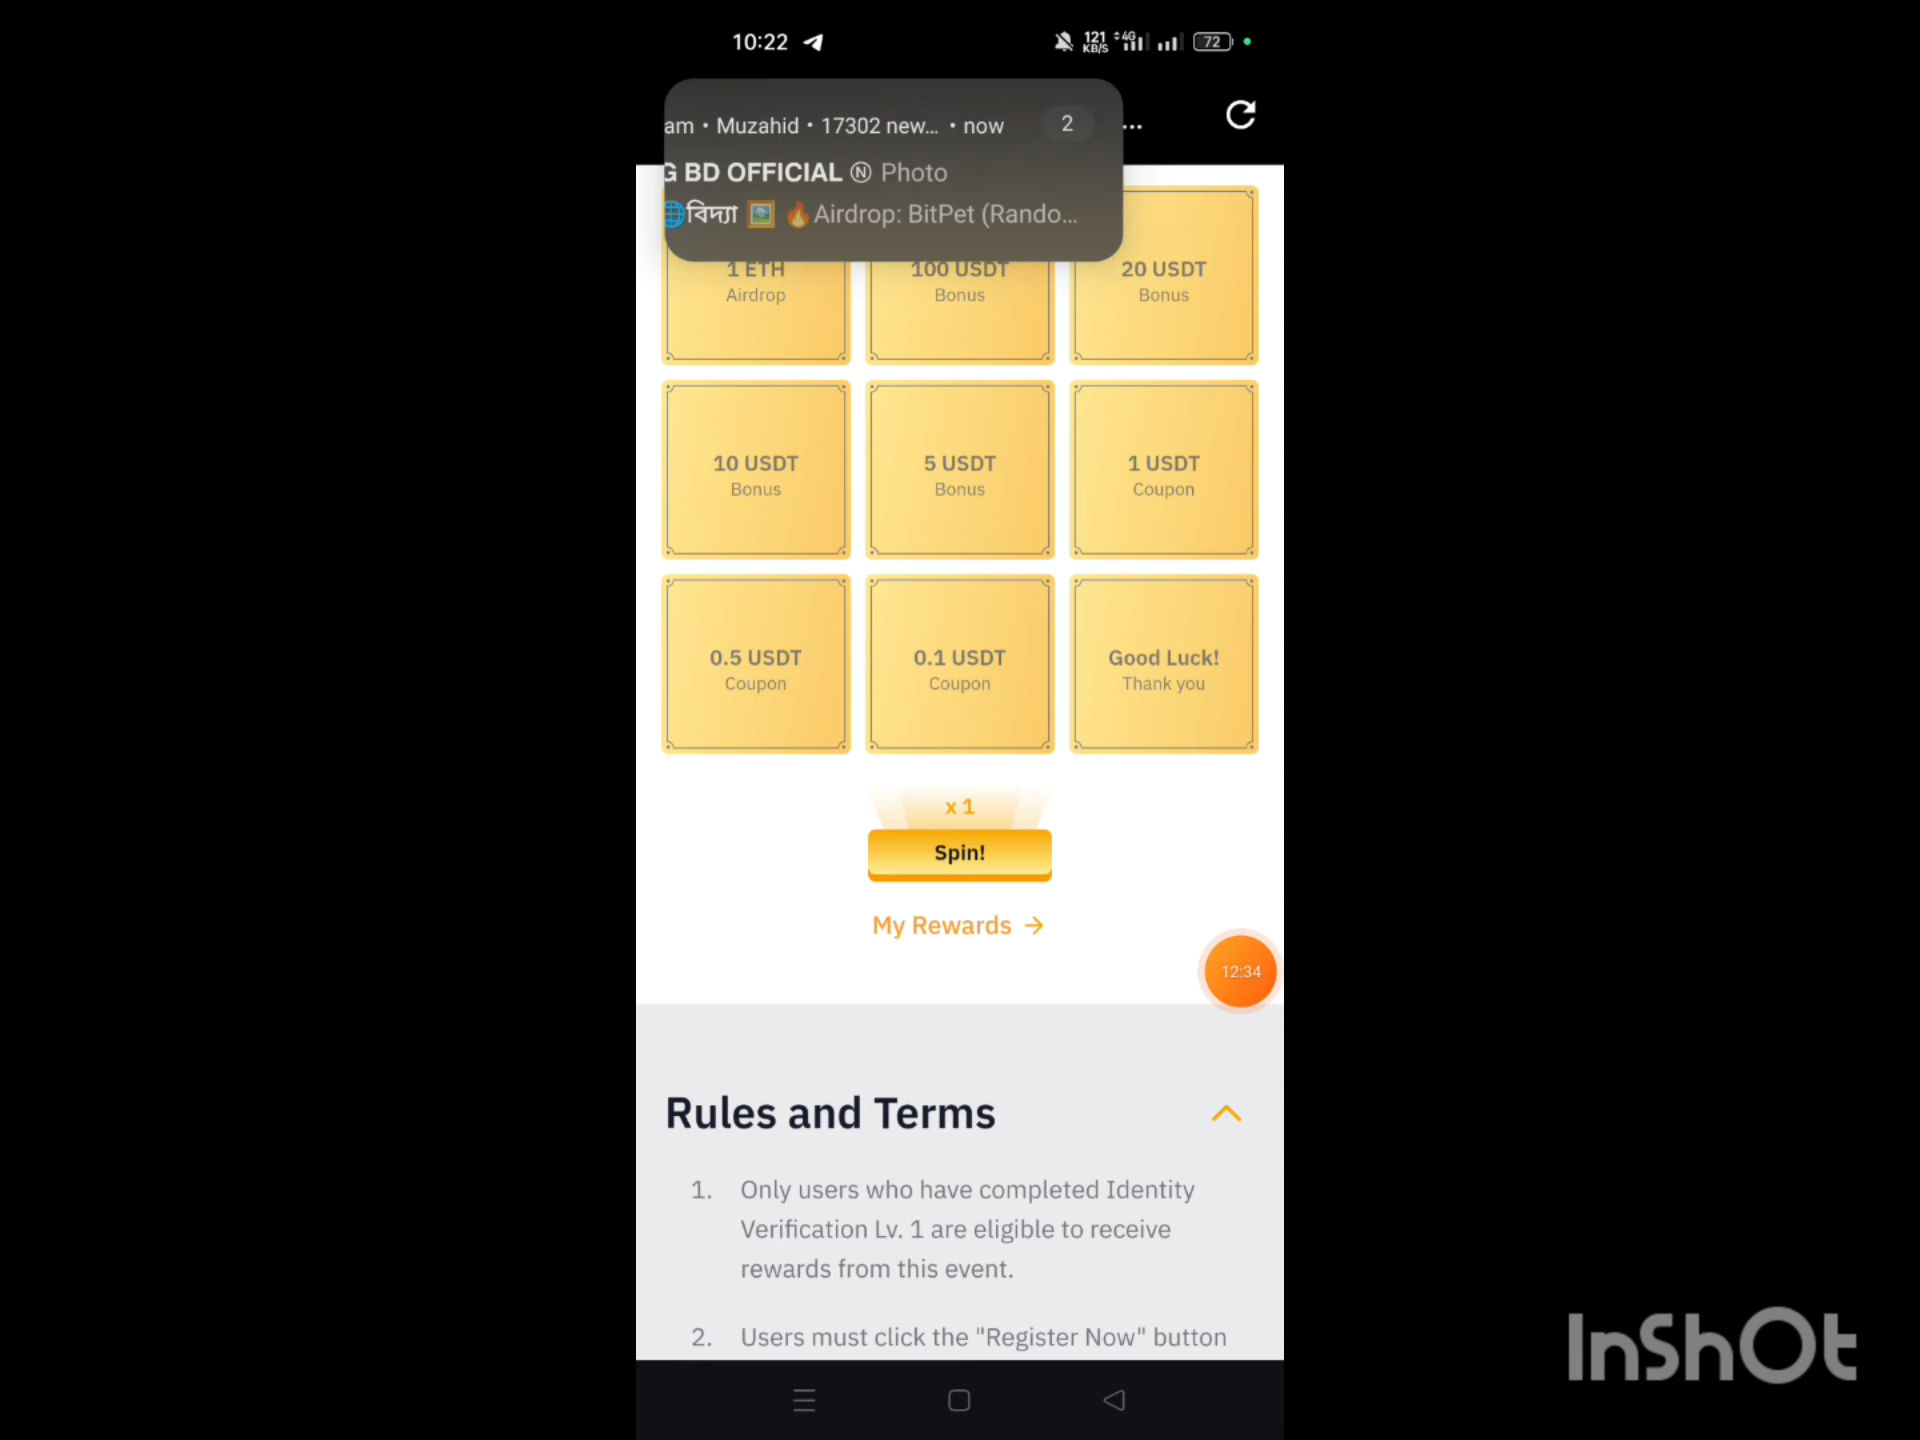 10:22 121 KB/S 4G 72
am • Muzahid • 17302 new... • now 2
G BD OFFICIAL Ⓝ Photo
🌐বিদ্যা 🖼️ 🔥Airdrop: BitPet (Rando...
1 ETH 100 USDT 20 USDT
Airdrop Bonus Bonus
10 USDT 5 USDT 1 USDT
Bonus Bonus Coupon
0.5 USDT 0.1 USDT Good Luck!
Coupon Coupon Thank you
x 1
Spin!
My Rewards →
12:34
Rules and Terms
1. Only users who have completed Identity
Verification Lv. 1 are eligible to receive
rewards from this event.
2. Users must click the "Register Now" button
InShOt